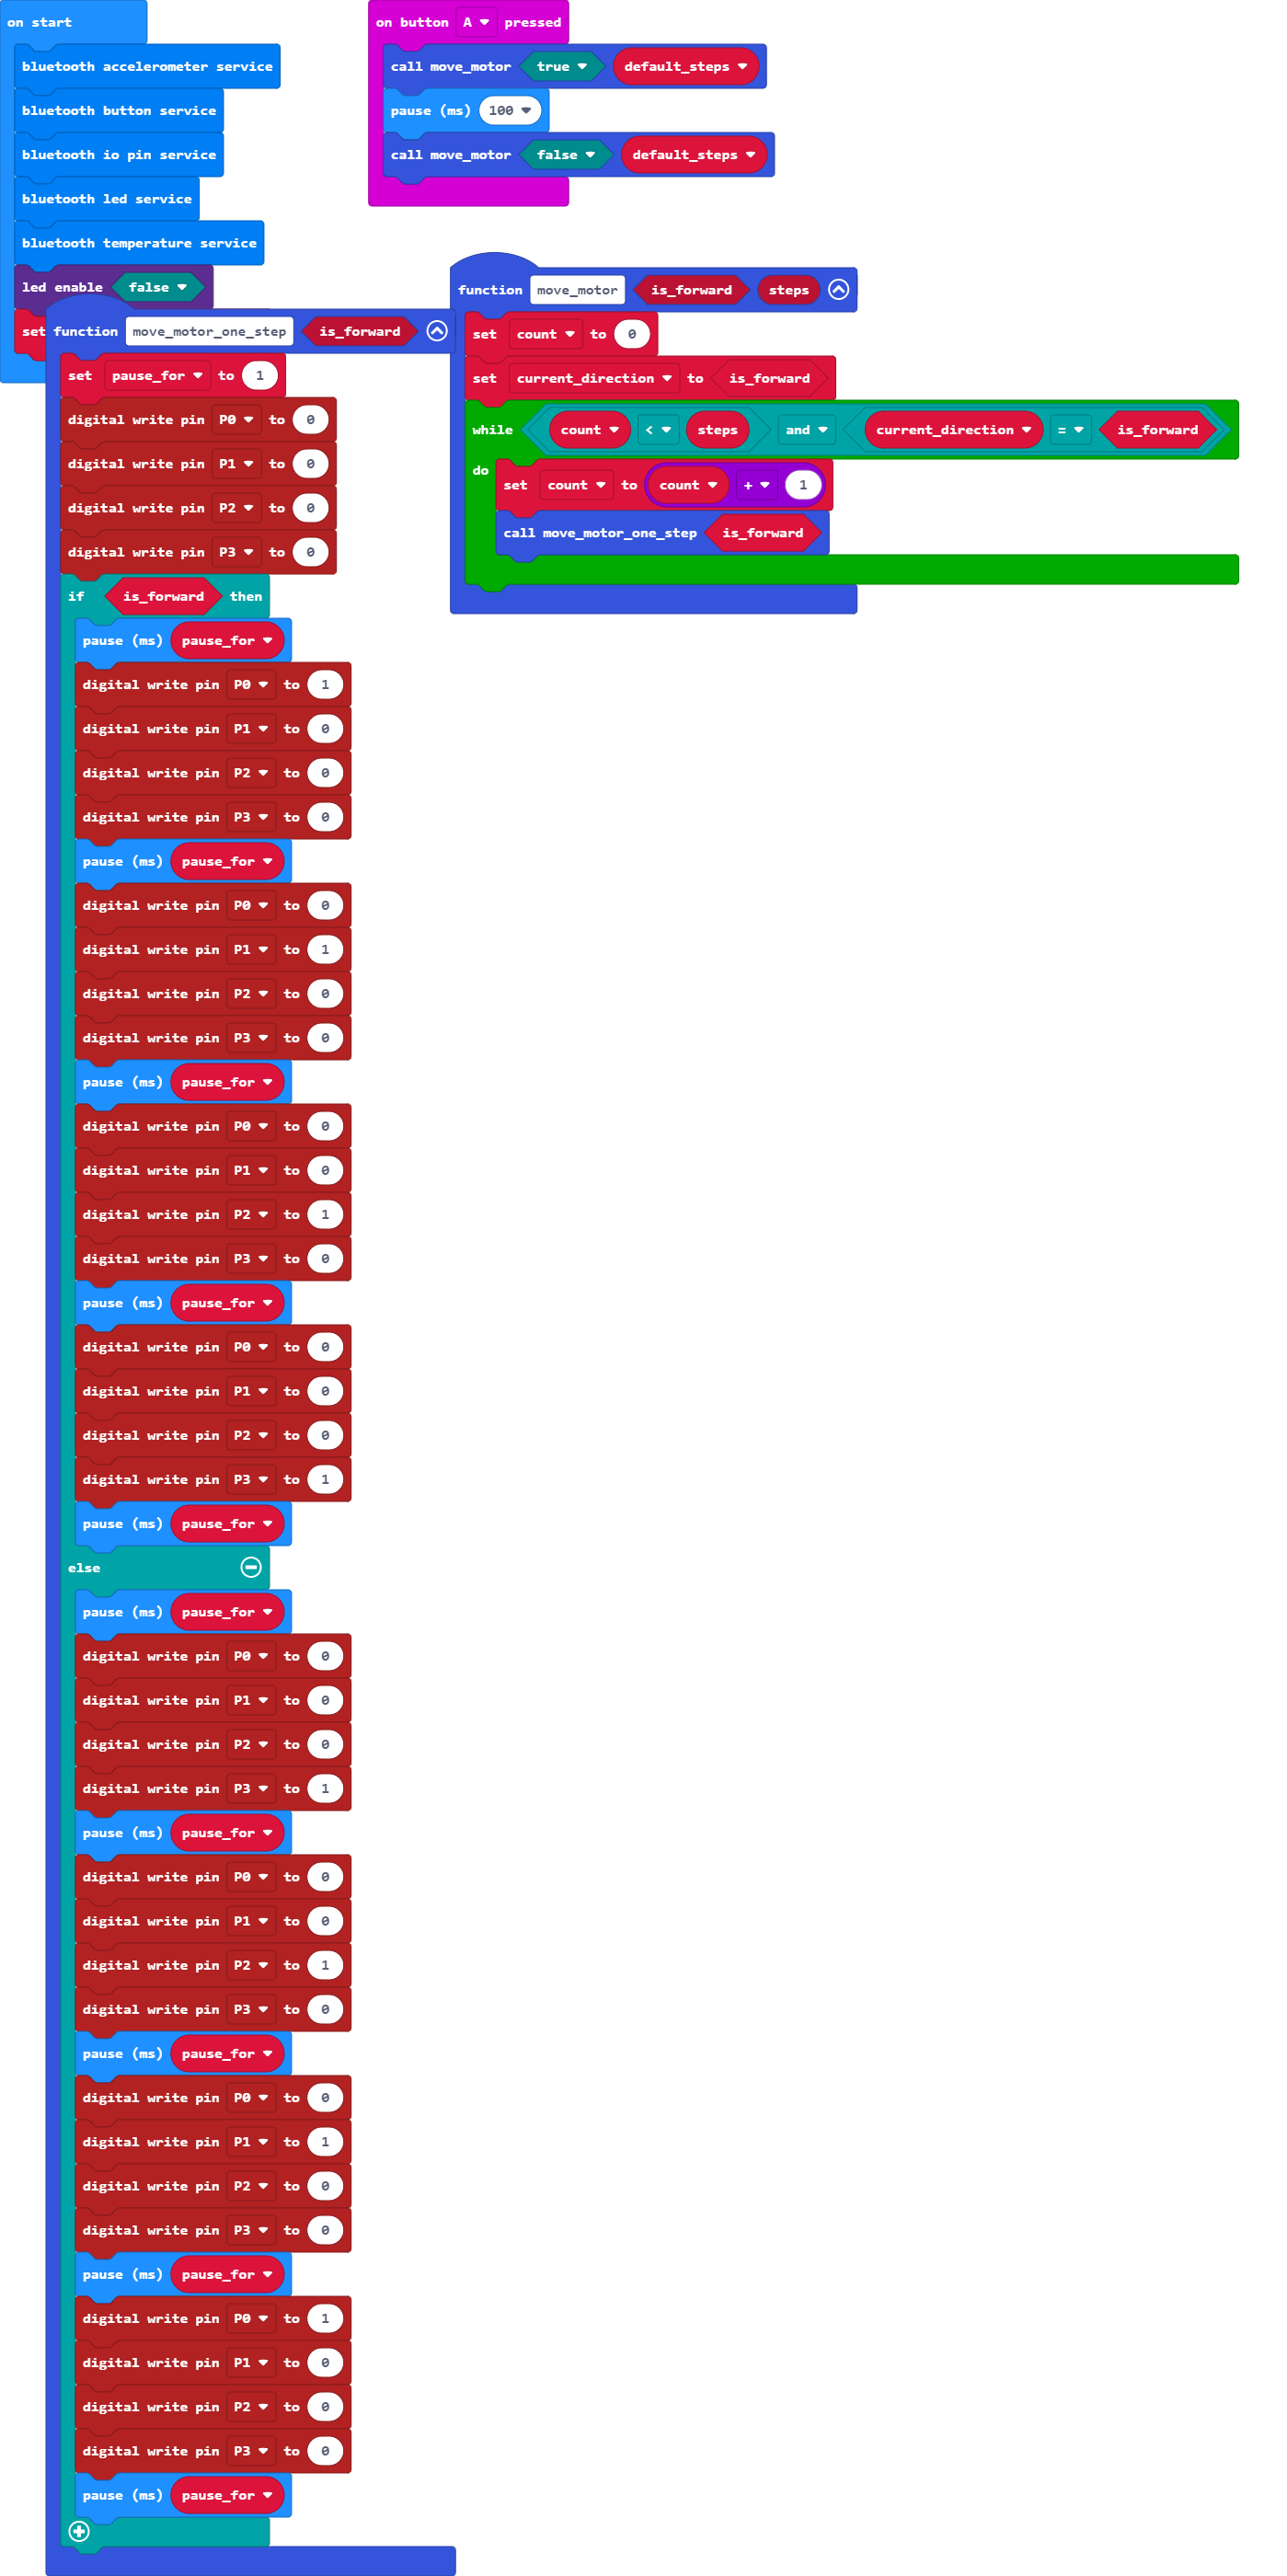 on start
bluetooth accelerometer service
bluetooth button service
bluetooth io pin service
bluetooth led service
bluetooth temperature service
led enable false
set
on button A pressed
call move_motor true default_steps
pause (ms) 100
call move_motor false default_steps
function move_motor is_forward steps
set count to 0
set current_direction to is_forward
while count < steps and current_direction = is_forward
do
set count to count + 1
call move_motor_one_step is_forward
function move_motor_one_step is_forward
set pause_for to 1
digital write pin P0 to 0
digital write pin P1 to 0
digital write pin P2 to 0
digital write pin P3 to 0
if is_forward then
pause (ms) pause_for
digital write pin P0 to 1
digital write pin P1 to 0
digital write pin P2 to 0
digital write pin P3 to 0
pause (ms) pause_for
digital write pin P0 to 0
digital write pin P1 to 1
digital write pin P2 to 0
digital write pin P3 to 0
pause (ms) pause_for
digital write pin P0 to 0
digital write pin P1 to 0
digital write pin P2 to 1
digital write pin P3 to 0
pause (ms) pause_for
digital write pin P0 to 0
digital write pin P1 to 0
digital write pin P2 to 0
digital write pin P3 to 1
pause (ms) pause_for
else
pause (ms) pause_for
digital write pin P0 to 0
digital write pin P1 to 0
digital write pin P2 to 0
digital write pin P3 to 1
pause (ms) pause_for
digital write pin P0 to 0
digital write pin P1 to 0
digital write pin P2 to 1
digital write pin P3 to 0
pause (ms) pause_for
digital write pin P0 to 0
digital write pin P1 to 1
digital write pin P2 to 0
digital write pin P3 to 0
pause (ms) pause_for
digital write pin P0 to 1
digital write pin P1 to 0
digital write pin P2 to 0
digital write pin P3 to 0
pause (ms) pause_for